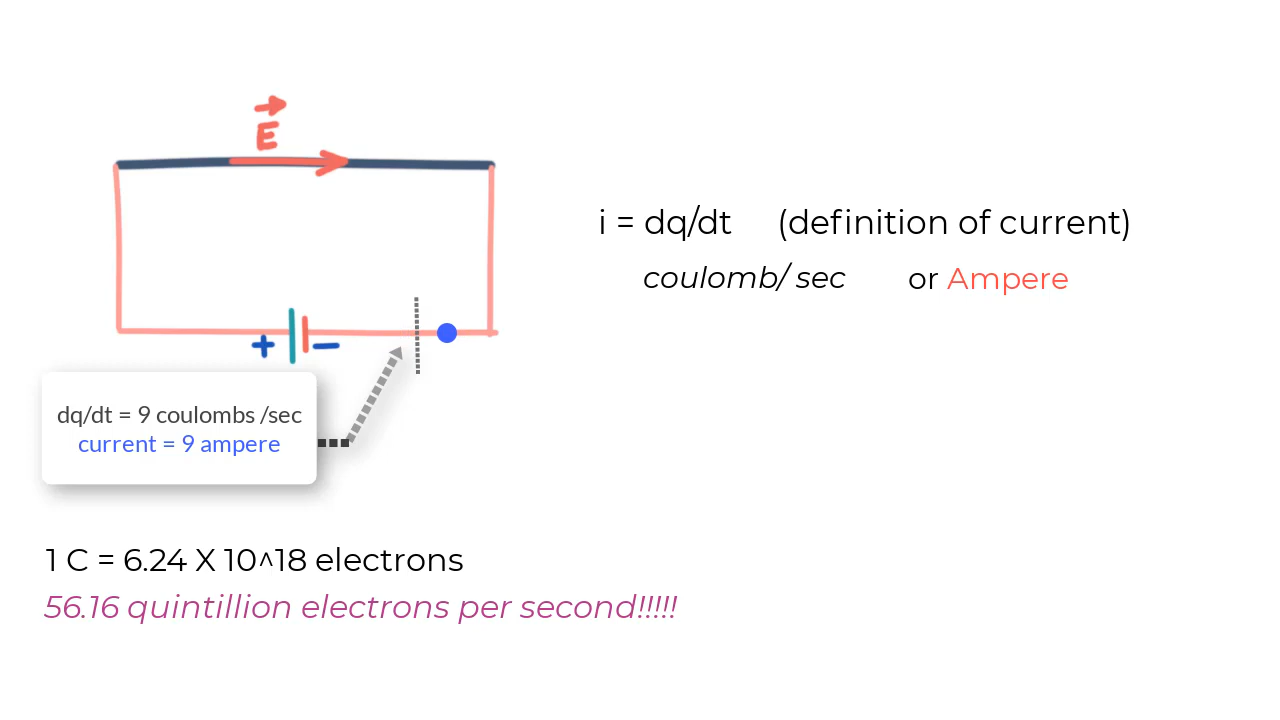 E
i = dq/dt (definition of current)
coulomb/ sec or Ampere
+ −
dq/dt = 9 coulombs /sec
current = 9 ampere
1 C = 6.24 X 10^18 electrons
56.16 quintillion electrons per second!!!!!